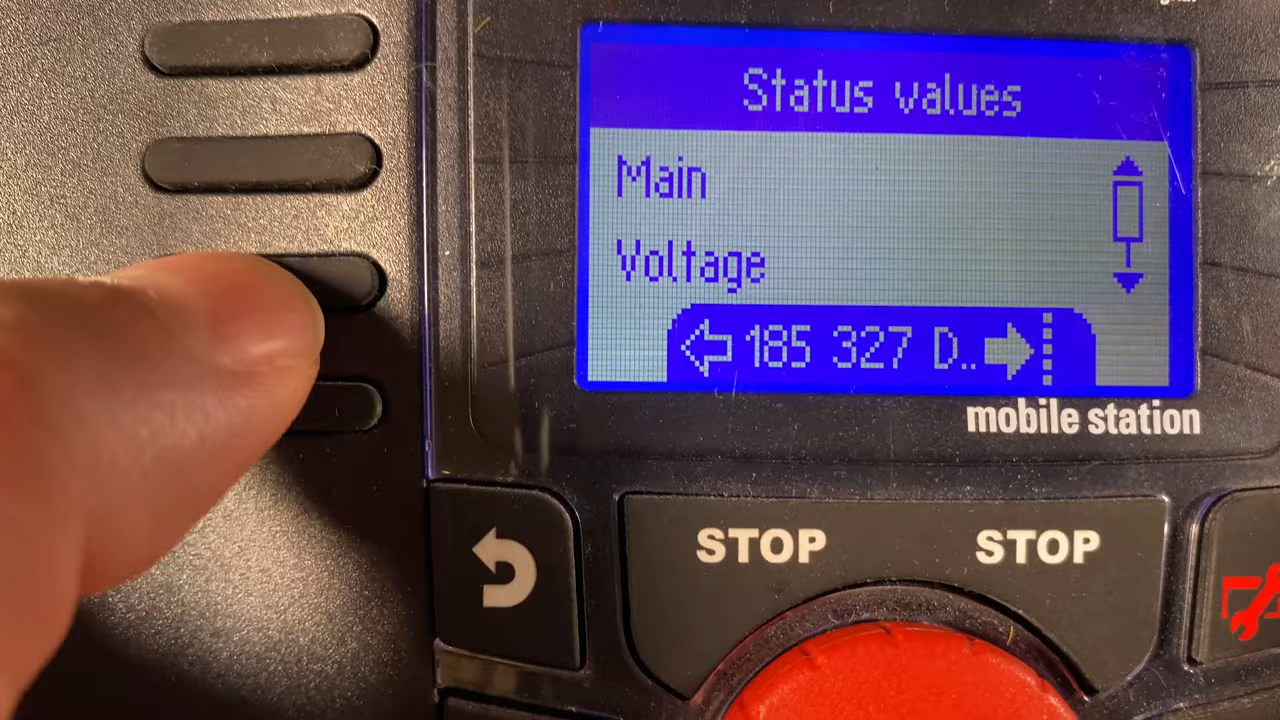 Status values
Main
Voltage
185 327 D..
mobile station
STOP STOP